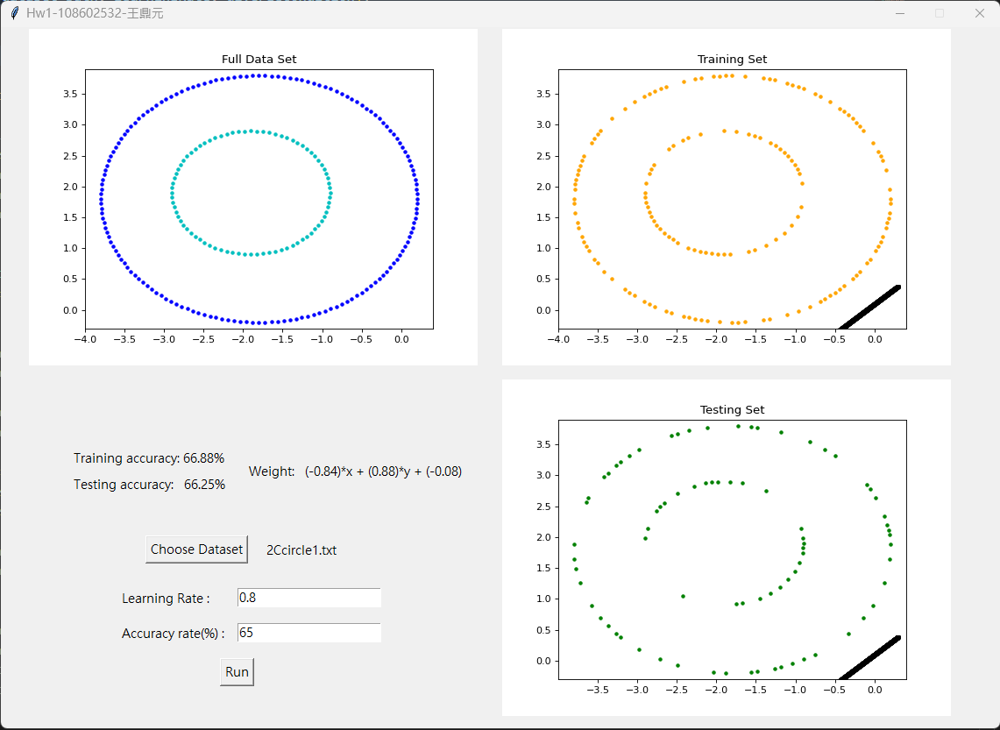 Hw1-108602532-王鼎元
Full Data Set
3.5
3.0
2.5
2.0
1.5
1.0
0.5
0.0
−4.0 −3.5 −3.0 −2.5 −2.0 −1.5 −1.0 −0.5 0.0
Training Set
3.5
3.0
2.5
2.0
1.5
1.0
0.5
0.0
−4.0 −3.5 −3.0 −2.5 −2.0 −1.5 −1.0 −0.5 0.0
Training accuracy: 66.88%
Testing accuracy: 66.25%
Weight: (-0.84)*x + (0.88)*y + (-0.08)
Choose Dataset 2Ccircle1.txt
Learning Rate : 0.8
Accuracy rate(%) : 65
Run
Testing Set
3.5
3.0
2.5
2.0
1.5
1.0
0.5
0.0
−3.5 −3.0 −2.5 −2.0 −1.5 −1.0 −0.5 0.0